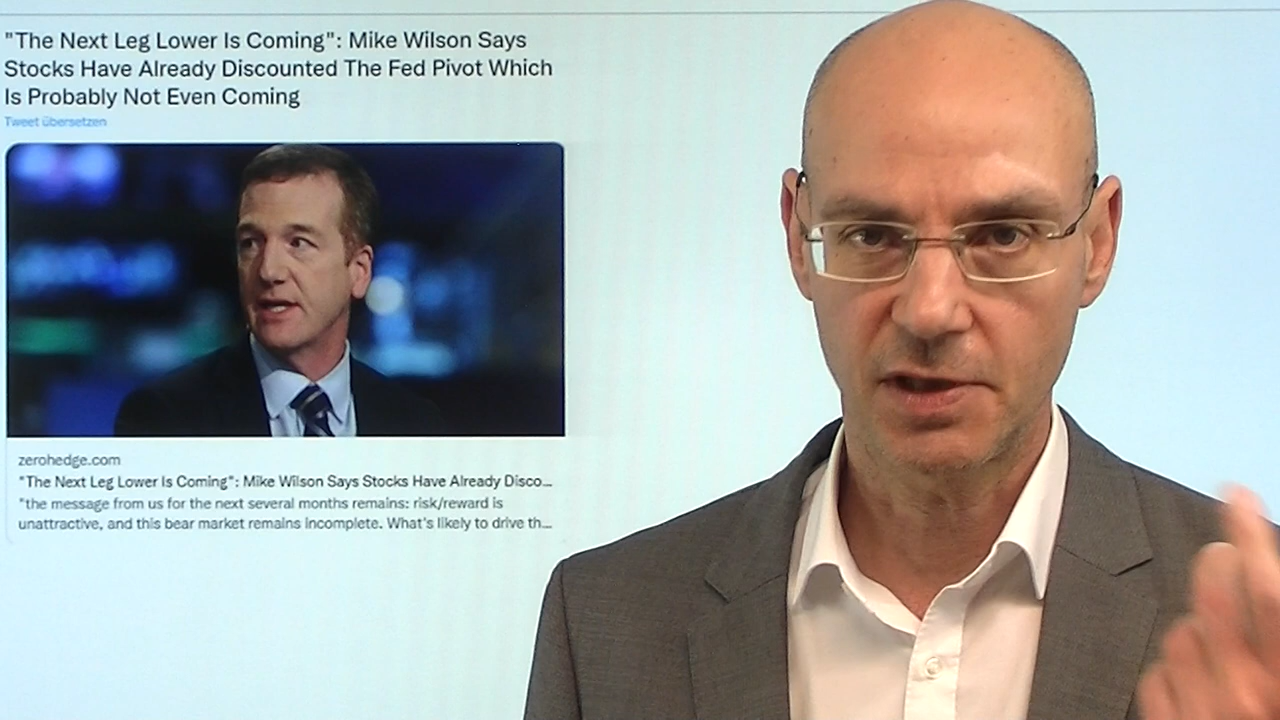 "The Next Leg Lower Is Coming": Mike Wilson Says
Stocks Have Already Discounted The Fed Pivot Which
Is Probably Not Even Coming
Tweet übersetzen
zerohedge.com
"The Next Leg Lower Is Coming": Mike Wilson Says Stocks Have Already Disco...
"the message from us for the next several months remains: risk/reward is
unattractive, and this bear market remains incomplete. What's likely to drive th...